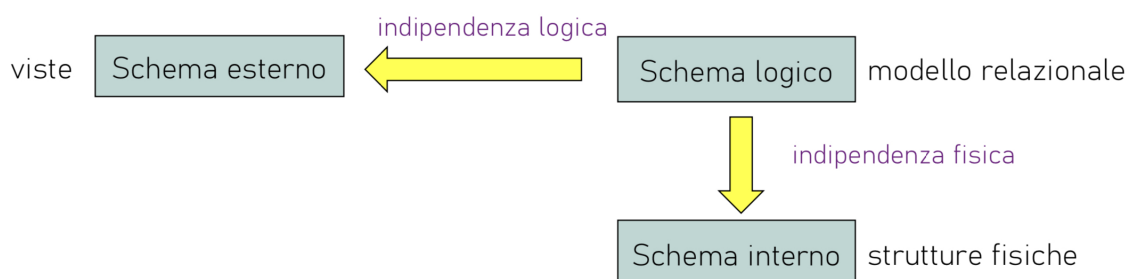 indipendenza logica
viste
Schema esterno
Schema logico
modello relazionale
indipendenza fisica
Schema interno
strutture fisiche